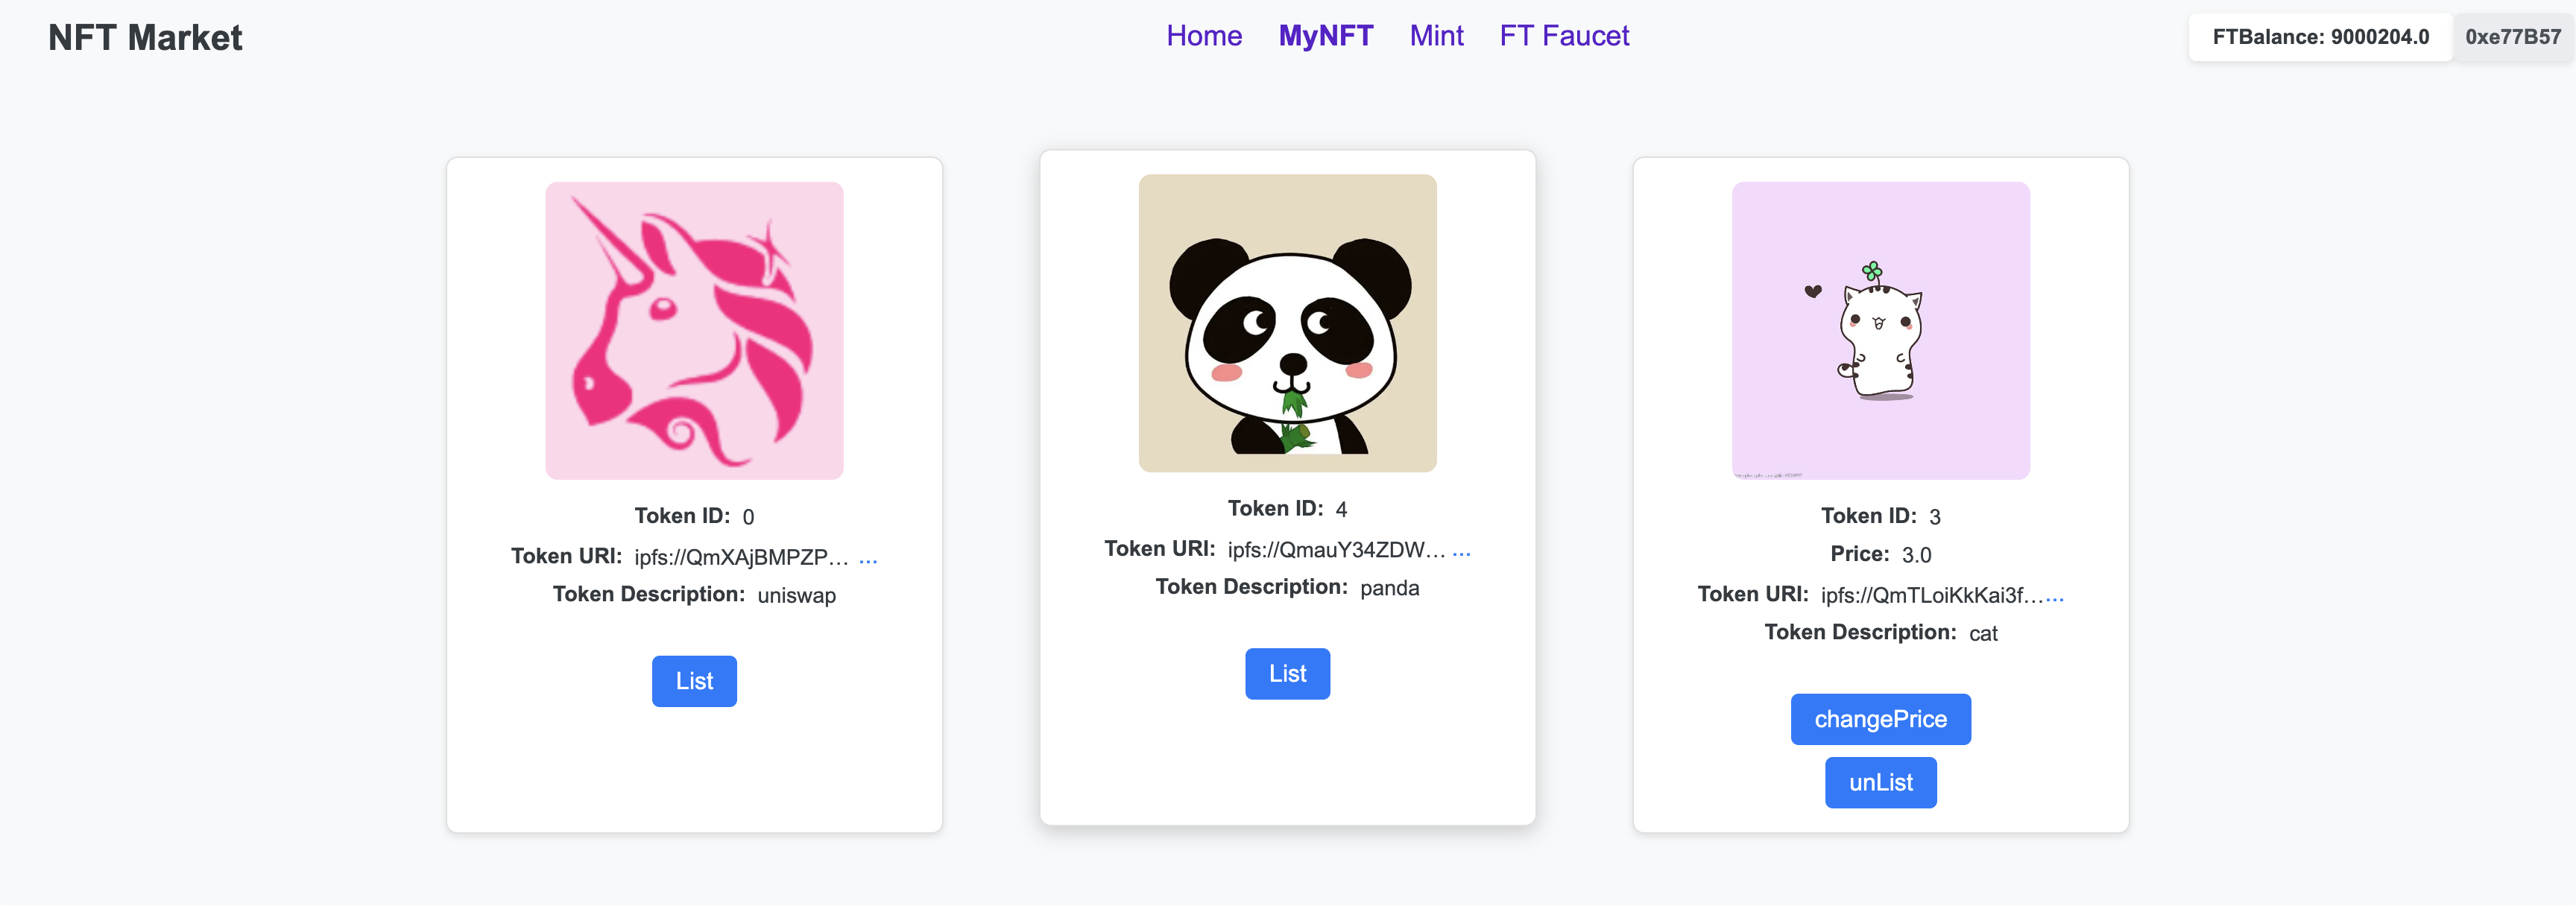 NFT Market
Home MyNFT Mint FT Faucet
FTBalance: 9000204.0 0xe77B57
Token ID: 0
Token URI: ipfs://QmXAjBMPZP... ...
Token Description: uniswap
List
Token ID: 4
Token URI: ipfs://QmauY34ZDW... ...
Token Description: panda
List
Token ID: 3
Price: 3.0
Token URI: ipfs://QmTLoiKkKai3f... ...
Token Description: cat
changePrice
unList